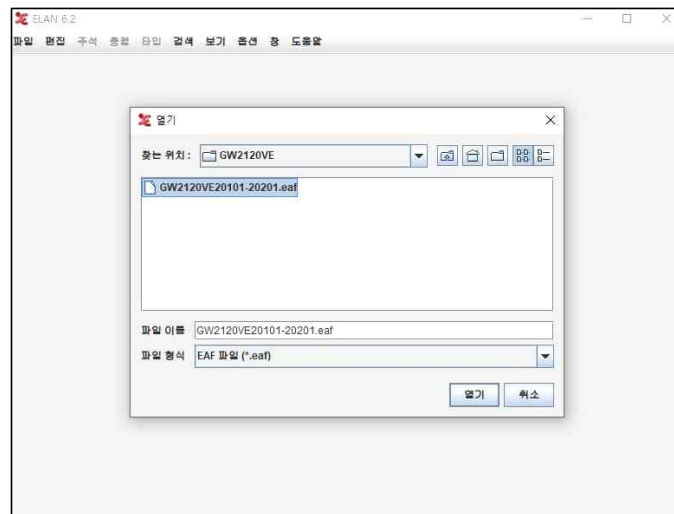 ELAN 6.2
파일 편집 주석 층렬 타입 검색 보기 옵션 창 도움말
열기
찾는 위치: GW2120VE
GW2120VE20101-20201.eaf
파일 이름 GW2120VE20101-20201.eaf
파일 형식 EAF 파일 (*.eaf)
열기 취소